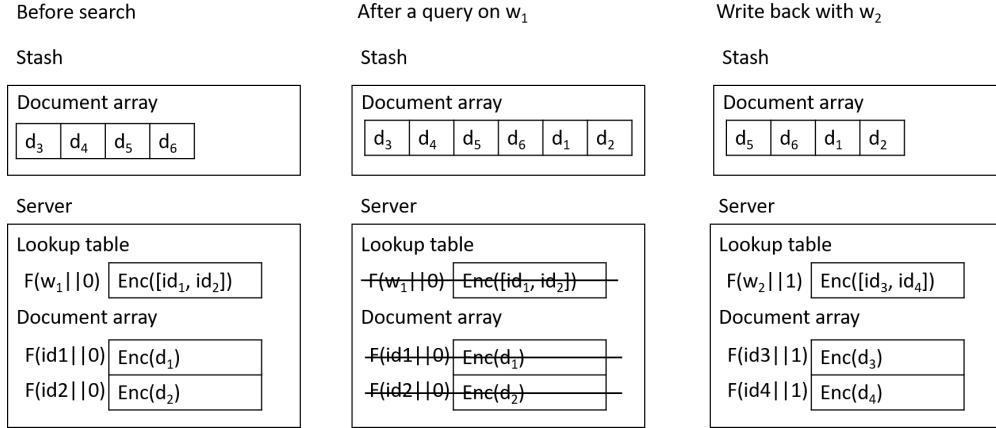 Before search
Stash
Document array
d₃ d₄ d₅ d₆
Server
Lookup table
F(w₁||0) Enc([id₁, id₂])
Document array
F(id1||0) Enc(d₁)
F(id2||0) Enc(d₂)
After a query on w₁
Stash
Document array
d₃ d₄ d₅ d₆ d₁ d₂
Server
Lookup table
F(w₁||0) Enc([id₁, id₂])
Document array
F(id1||0) Enc(d₁)
F(id2||0) Enc(d₂)
Write back with w₂
Stash
Document array
d₅ d₆ d₁ d₂
Server
Lookup table
F(w₂||1) Enc([id₃, id₄])
Document array
F(id3||1) Enc(d₃)
F(id4||1) Enc(d₄)